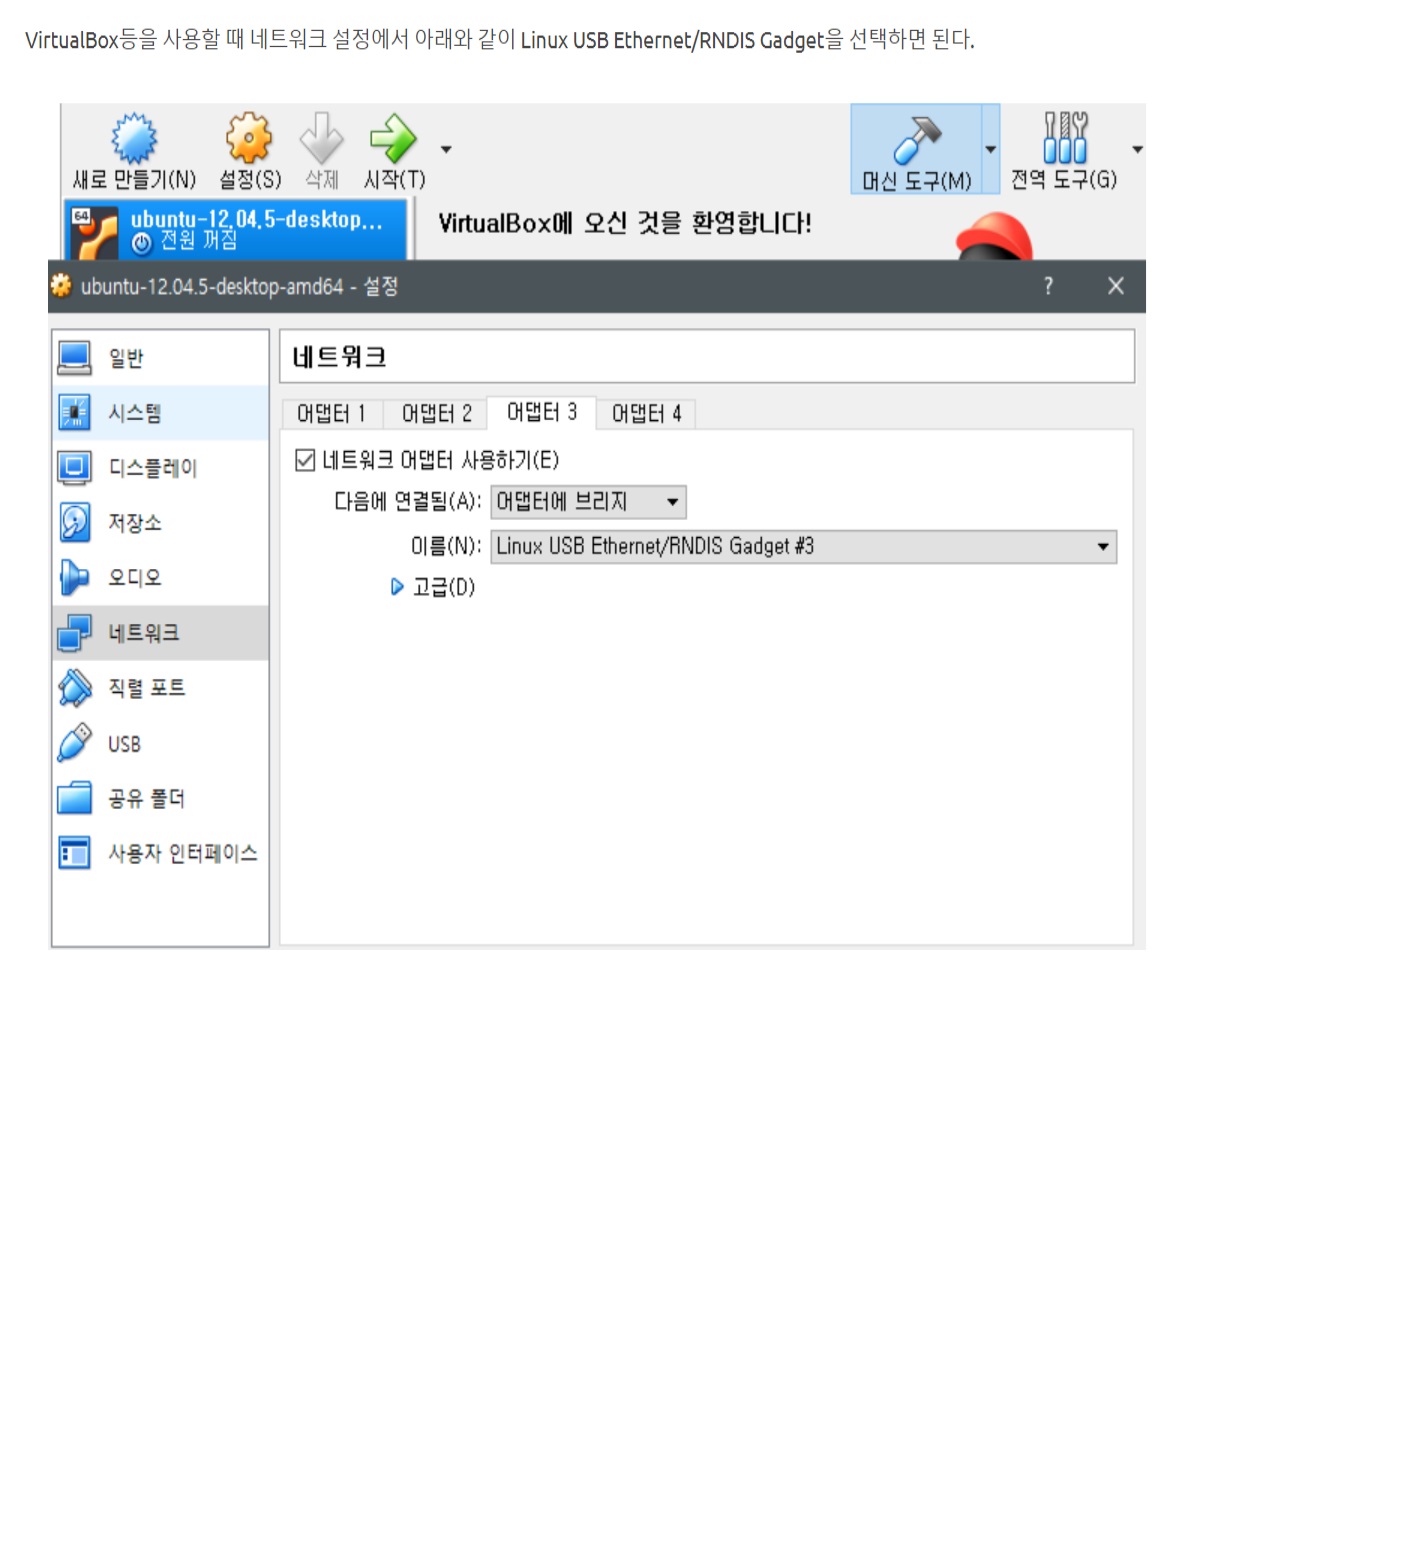 VirtualBox등을 사용할 때 네트워크 설정에서 아래와 같이 Linux USB Ethernet/RNDIS Gadget을 선택하면 된다.
새로 만들기(N) 설정(S) 삭제 시작(T) 머신 도구(M) 전역 도구(G)
64 ubuntu-12.04.5-desktop...
전원 꺼짐
VirtualBox에 오신 것을 환영합니다!
ubuntu-12.04.5-desktop-amd64 - 설정 ? X
일반
시스템
디스플레이
저장소
오디오
네트워크
직렬 포트
USB
공유 폴더
사용자 인터페이스
네트워크
어댑터 1 어댑터 2 어댑터 3 어댑터 4
네트워크 어댑터 사용하기(E)
다음에 연결됨(A): 어댑터에 브리지
이름(N): Linux USB Ethernet/RNDIS Gadget #3
고급(D)